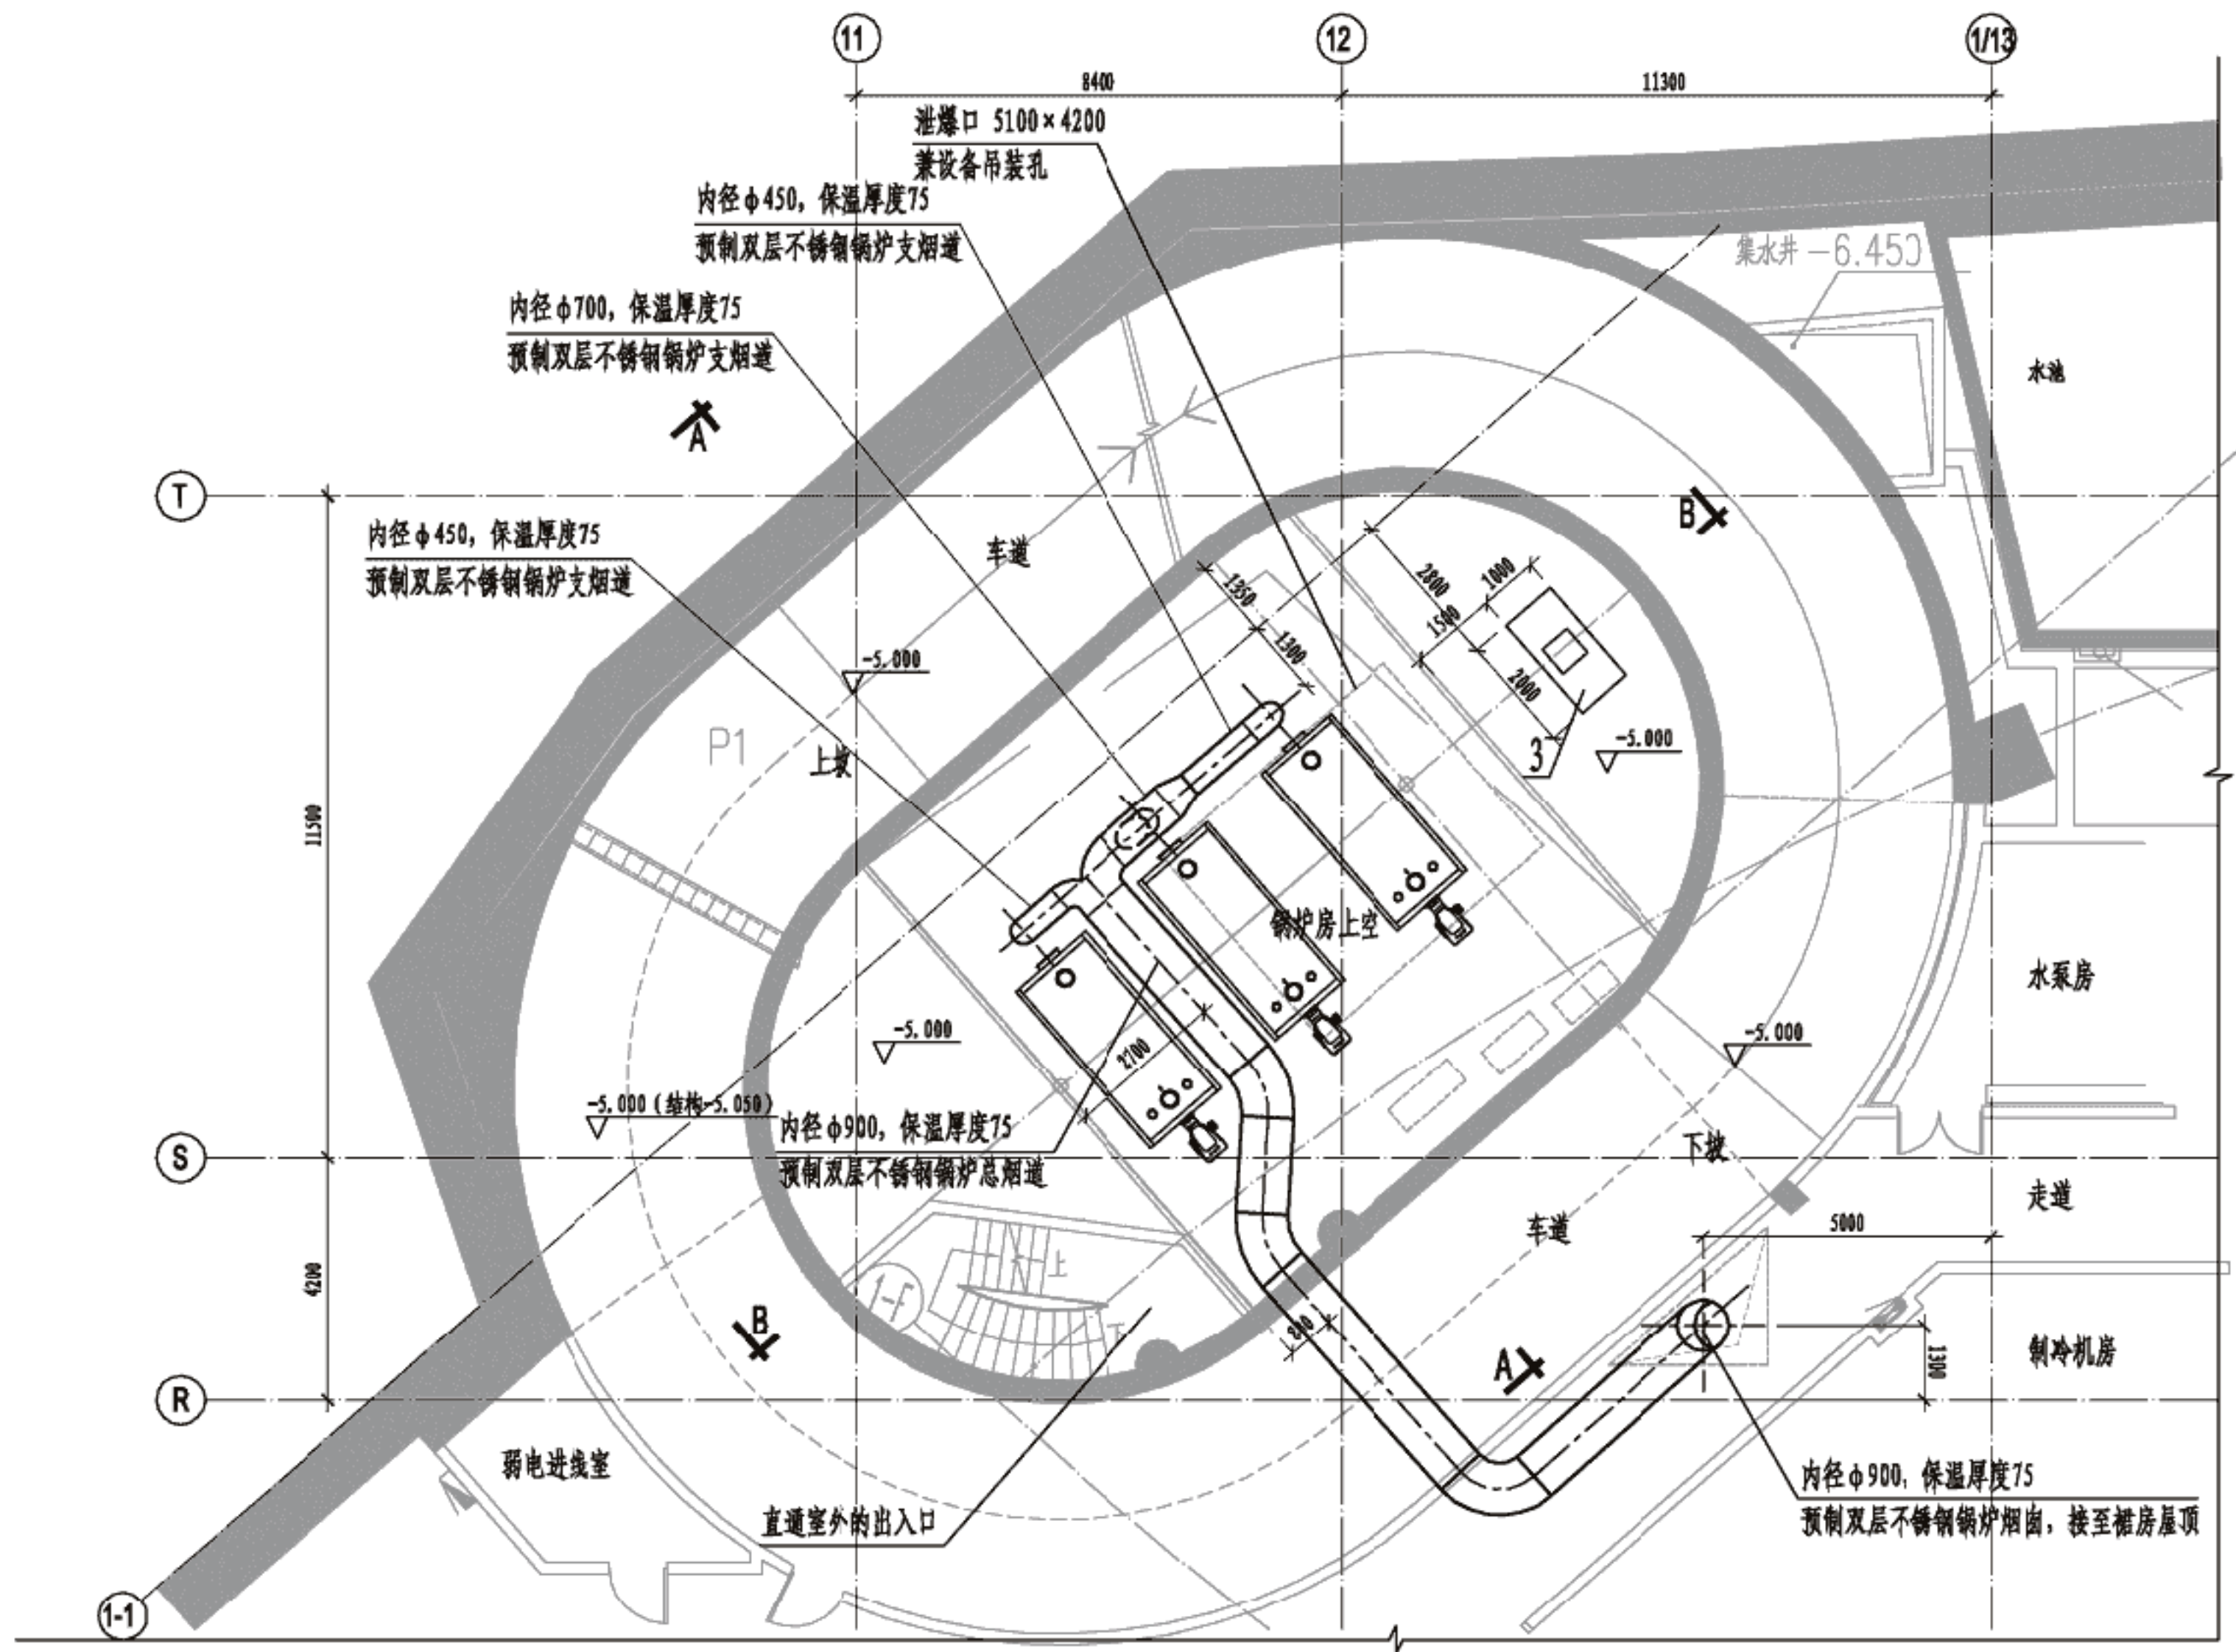 11
12
1/13
8400
11300
泄爆口 5100×4200
兼设备吊装孔
内径ϕ450，保温厚度75
预制双层不锈钢锅炉支烟道
集水井 -6.450
内径ϕ700，保温厚度75
预制双层不锈钢锅炉支烟道
水池
A
T
B
内径ϕ450，保温厚度75
预制双层不锈钢锅炉支烟道
车道
1350
1300
2800
1000
1500
2000
3
-5.000
-5.000
P1
上坡
11500
锅炉房上空
水泵房
-5.000
-5.000
2700
-5.000（结构-5.050）
内径ϕ900，保温厚度75
预制双层不锈钢锅炉总烟道
S
下坡
走道
车道
5000
上
下
4200
B
A
1300
制冷机房
R
弱电进线室
内径ϕ900，保温厚度75
预制双层不锈钢锅炉烟囱，接至裙房屋顶
直通室外的出入口
1-1